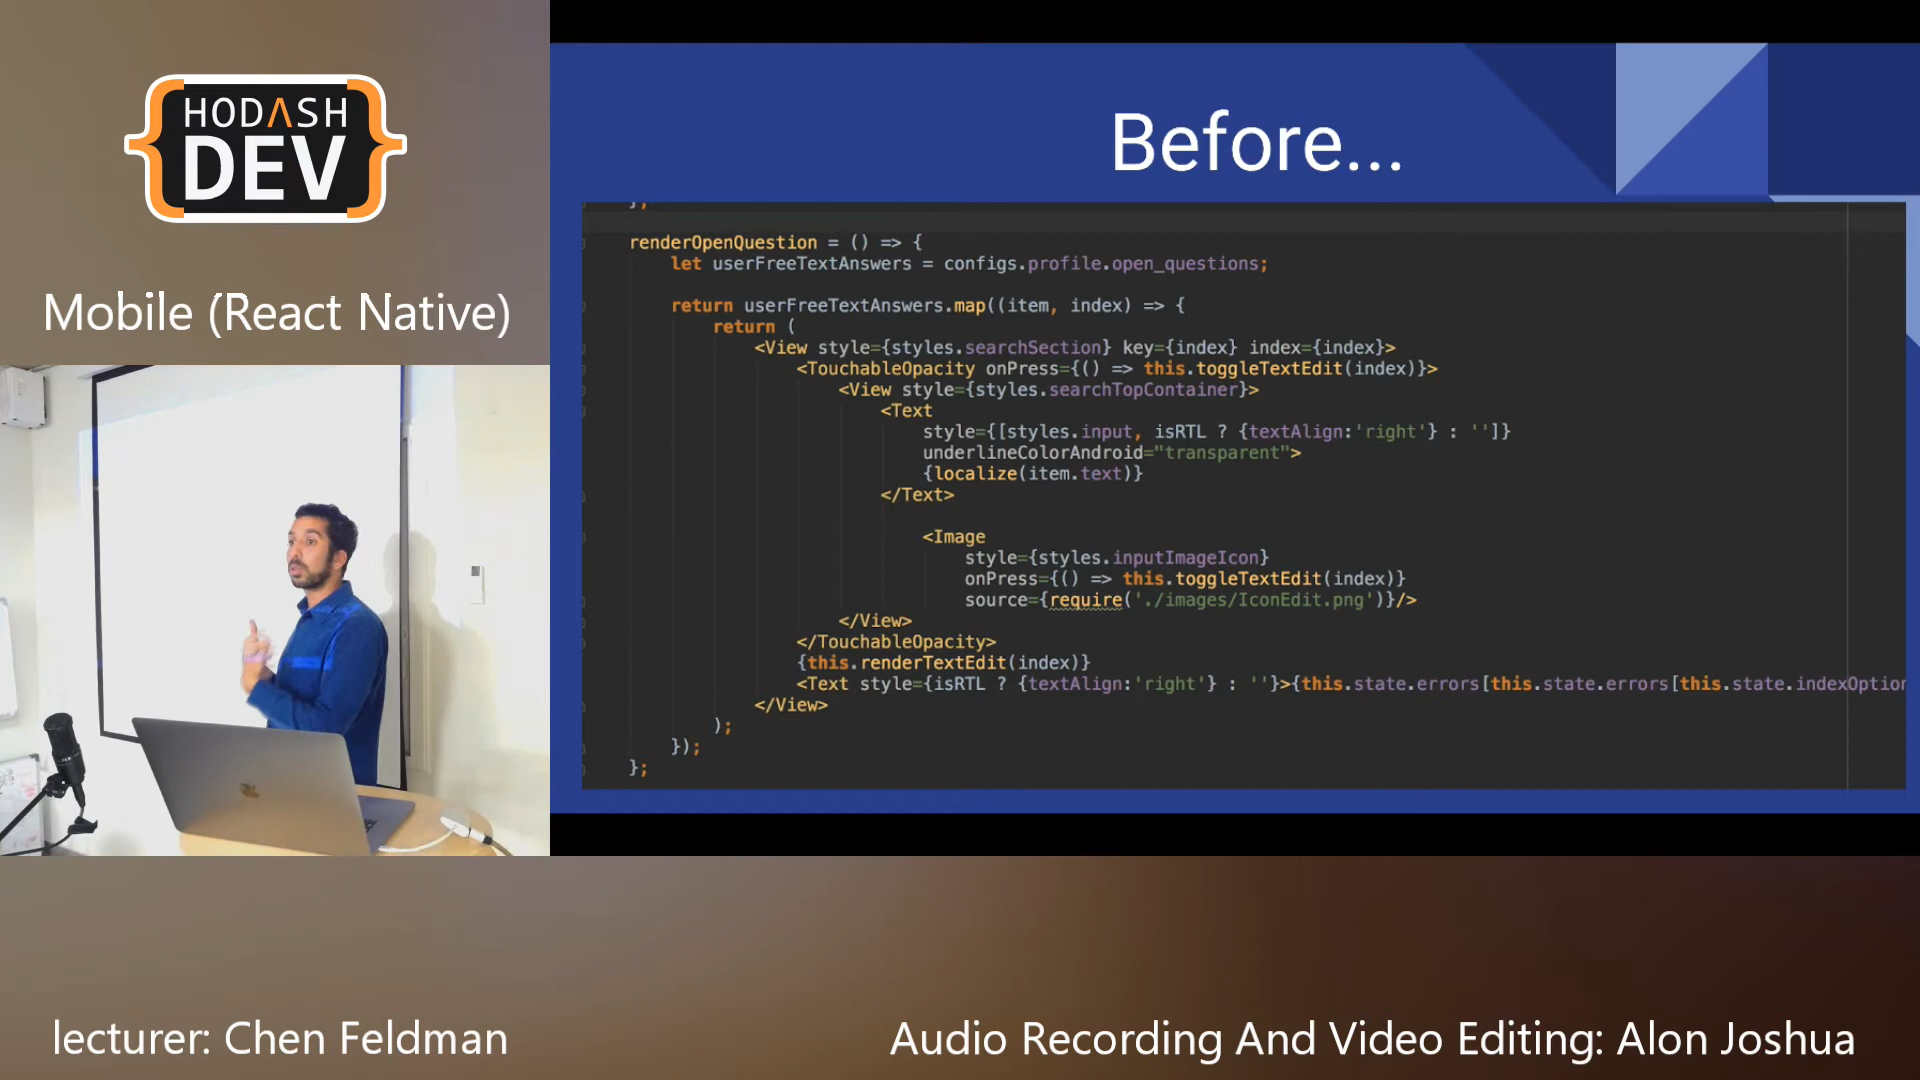 HODASH
DEV
Mobile (React Native)
Before...
};
renderOpenQuestion = () => {
let userFreeTextAnswers = configs.profile.open_questions;
return userFreeTextAnswers.map((item, index) => {
return (
<View style={styles.searchSection} key={index} index={index}>
<TouchableOpacity onPress={() => this.toggleTextEdit(index)}>
<View style={styles.searchTopContainer}>
<Text
style={[styles.input, isRTL ? {textAlign:'right'} : '']}
underlineColorAndroid="transparent">
{localize(item.text)}
</Text>
<Image
style={styles.inputImageIcon}
onPress={() => this.toggleTextEdit(index)}
source={require('./images/IconEdit.png')}/>
</View>
</TouchableOpacity>
{this.renderTextEdit(index)}
<Text style={isRTL ? {textAlign:'right'} : ''}>{this.state.errors[this.state.errors[this.state.indexOption
</View>
);
});
};
lecturer: Chen Feldman
Audio Recording And Video Editing: Alon Joshua